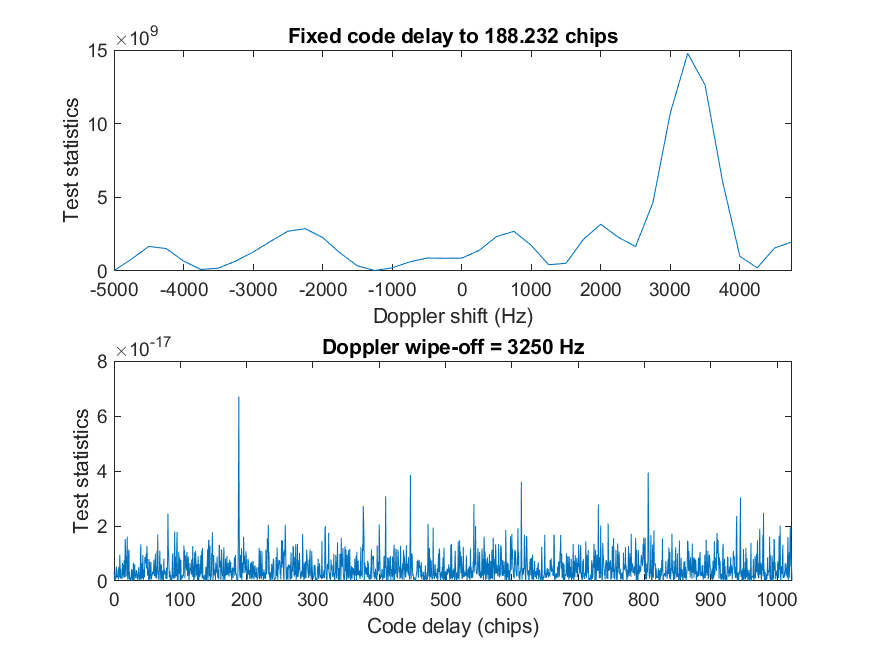 ×10⁹
Fixed code delay to 188.232 chips
15
10
5
0
Test statistics
-5000 -4000 -3000 -2000 -1000 0 1000 2000 3000 4000
Doppler shift (Hz)
×10⁻¹⁷
Doppler wipe-off = 3250 Hz
8
6
4
2
0
Test statistics
0 100 200 300 400 500 600 700 800 900 1000
Code delay (chips)